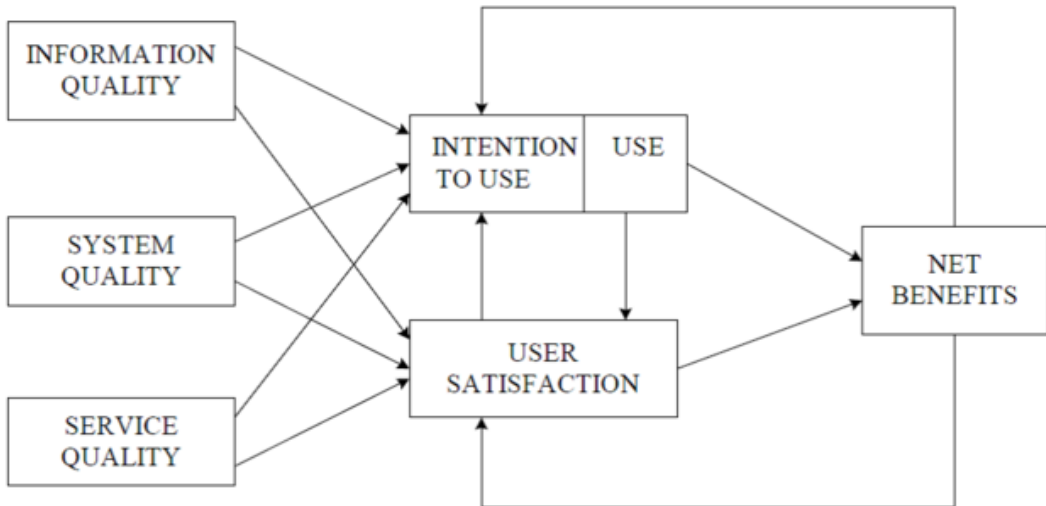 INFORMATION
QUALITY
INTENTION
TO USE
USE
SYSTEM
QUALITY
NET
BENEFITS
USER
SATISFACTION
SERVICE
QUALITY